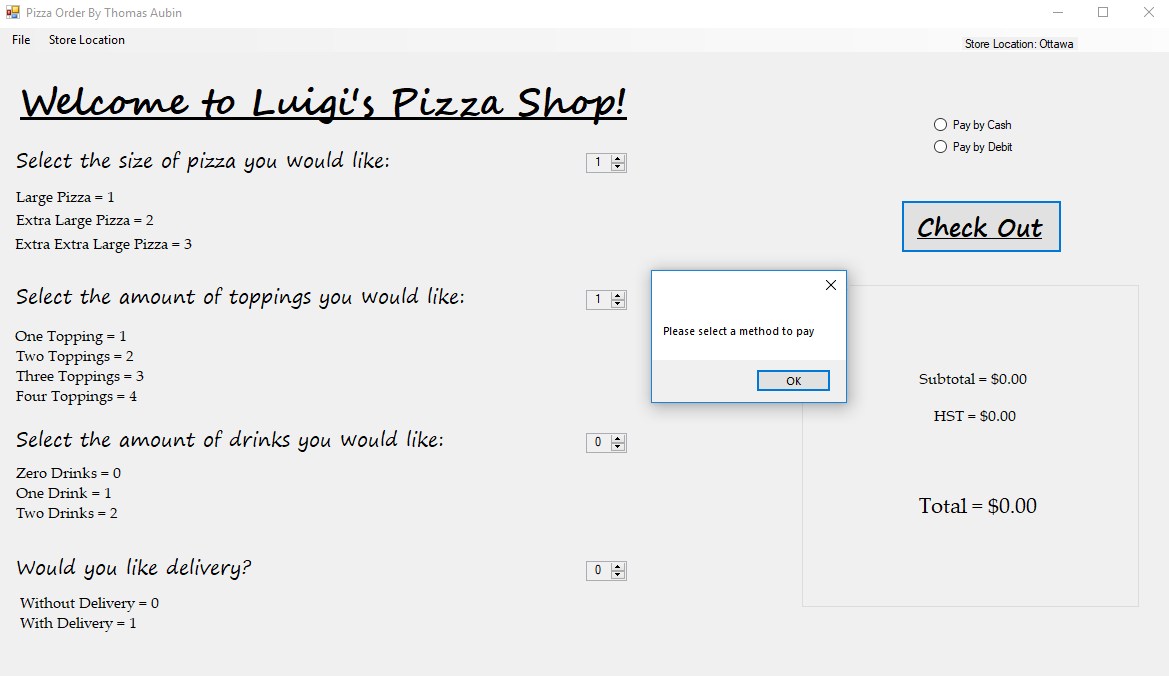 Pizza Order By Thomas Aubin
File Store Location
Store Location: Ottawa
Welcome to Luigi's Pizza Shop!
Select the size of pizza you would like:
1
Large Pizza = 1
Extra Large Pizza = 2
Extra Extra Large Pizza = 3
Select the amount of toppings you would like:
1
One Topping = 1
Two Toppings = 2
Three Toppings = 3
Four Toppings = 4
Select the amount of drinks you would like:
0
Zero Drinks = 0
One Drink = 1
Two Drinks = 2
Would you like delivery?
0
Without Delivery = 0
With Delivery = 1
Please select a method to pay
OK
Pay by Cash
Pay by Debit
Check Out
Subtotal = $0.00
HST = $0.00
Total = $0.00